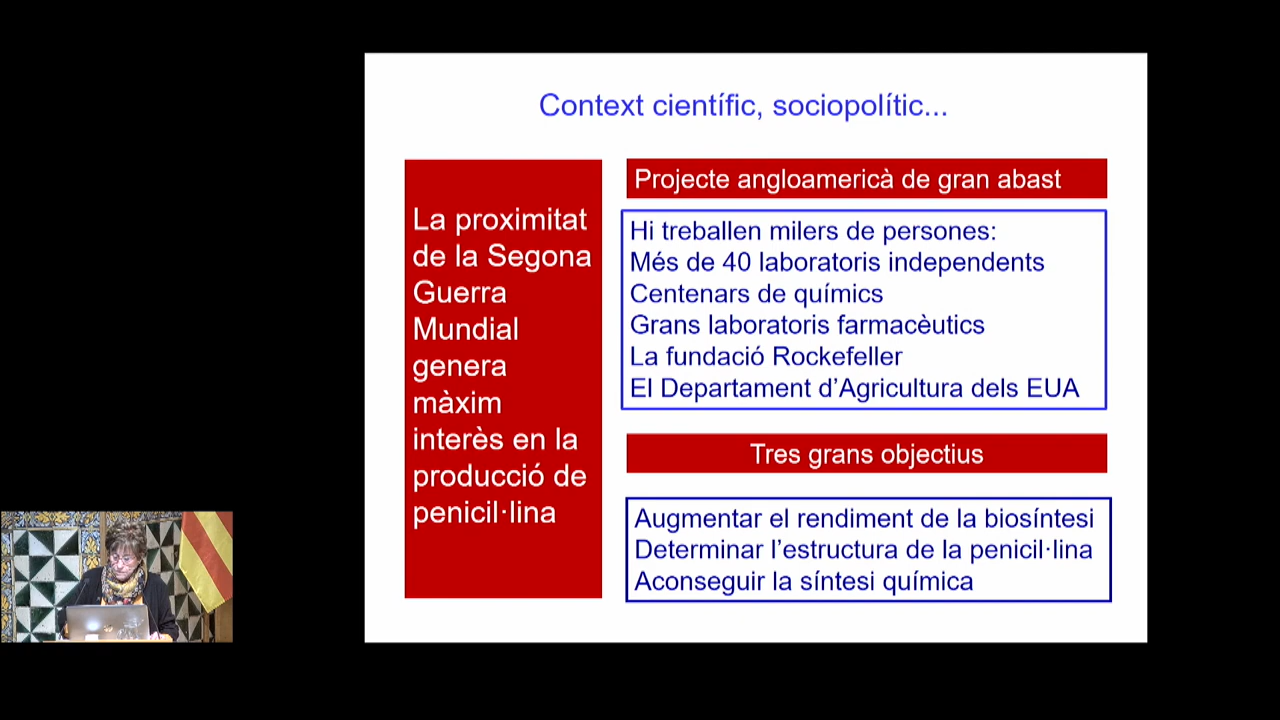 Context científic, sociopolític...
La proximitat
de la Segona
Guerra
Mundial
genera
màxim
interès en la
producció de
penicil·lina
Projecte angloamericà de gran abast
Hi treballen milers de persones:
Més de 40 laboratoris independents
Centenars de químics
Grans laboratoris farmacèutics
La fundació Rockefeller
El Departament d’Agricultura dels EUA
Tres grans objectius
Augmentar el rendiment de la biosíntesi
Determinar l’estructura de la penicil·lina
Aconseguir la síntesi química